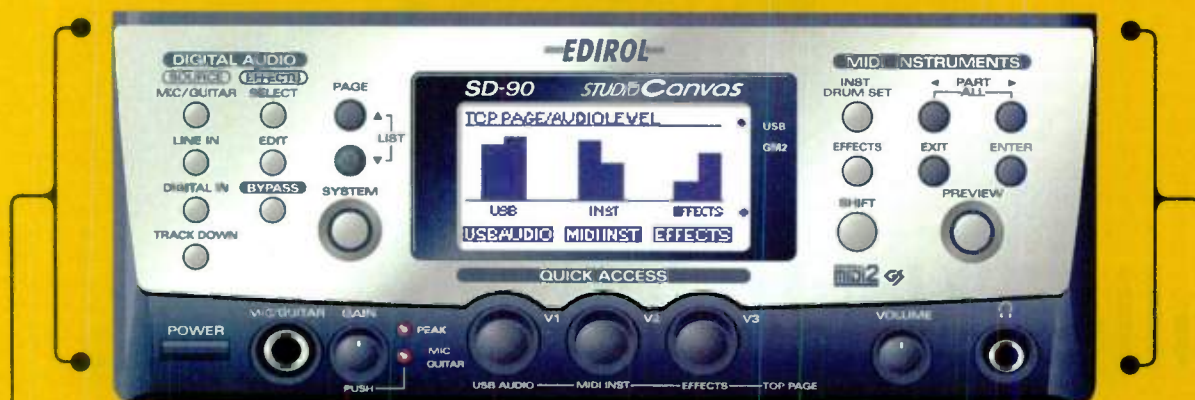 EDIROL
DIGITAL AUDIO
SOURCE EFFECTS
MIC/GUITAR SELECT
LINE IN EDIT
DIGITAL IN BYPASS
TRACK DOWN
PAGE
LIST
SYSTEM
SD-90 STUDIO Canvas
TOP PAGE/AUDIO LEVEL
USB INST EFFECTS
USBAUDIO MIDIINST EFFECTS
USB
GM2
QUICK ACCESS
MIDI INSTRUMENTS
INST
DRUM SET
PART
ALL
EFFECTS EXIT ENTER
SHIFT PREVIEW
POWER
MIC/GUITAR GAIN
PEAK
MIC
GUITAR
PUSH
V1 V2 V3
USB AUDIO MIDI INST EFFECTS TOP PAGE
VOLUME